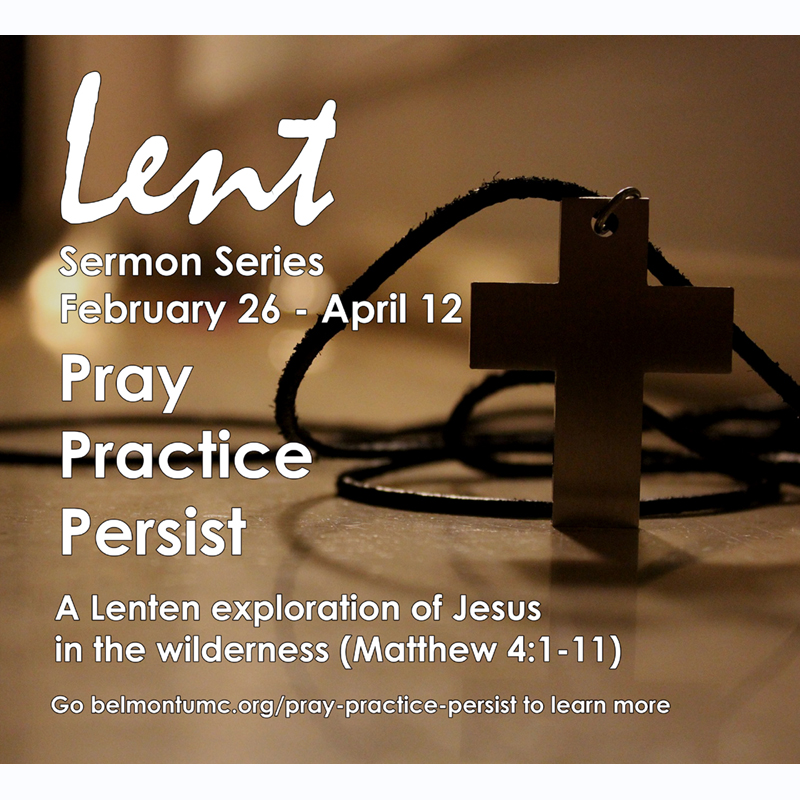 Lent
Sermon Series
February 26 - April 12
Pray
Practice
Persist
A Lenten exploration of Jesus
in the wilderness (Matthew 4:1-11)
Go belmontumc.org/pray-practice-persist to learn more